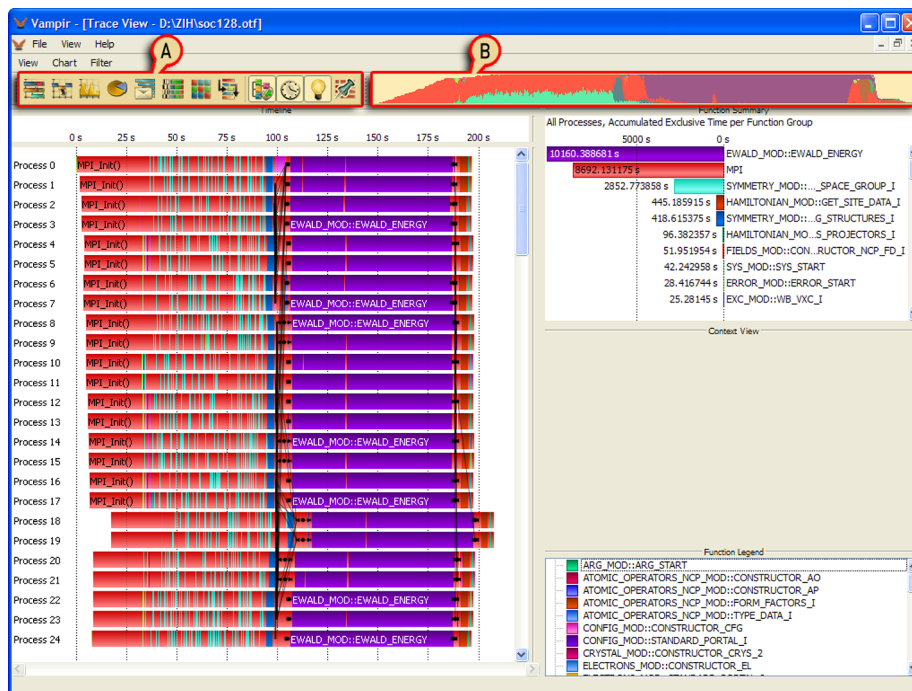 Vampir - [Trace View - D:\ZIH\soc128.otf]
File View Help
View Chart Filter
A
B
Timeline
0 s 25 s 50 s 75 s 100 s 125 s 150 s 175 s 200 s
Process 0 MPI_Init()
Process 1 MPI_Init()
Process 2 MPI_Init()
Process 3 MPI_Init() EWALD_MOD::EWALD_ENERGY
Process 4 MPI_Init()
Process 5 MPI_Init()
Process 6 MPI_Init()
Process 7 MPI_Init() EWALD_MOD::EWALD_ENERGY
Process 8 MPI_Init() EWALD_MOD::EWALD_ENERGY
Process 9 MPI_Init()
Process 10 MPI_Init()
Process 11 MPI_Init()
Process 12 MPI_Init()
Process 13 MPI_Init()
Process 14 MPI_Init() EWALD_MOD::EWALD_ENERGY
Process 15 MPI_Init()
Process 16 MPI_Init()
Process 17 MPI_Init() EWALD_MOD::EWALD_ENERGY
Process 18
Process 19
Process 20
Process 21
Process 22 EWALD_MOD::EWALD_ENERGY
Process 23
Process 24 EWALD_MOD::EWALD_ENERGY
Function Summary
All Processes, Accumulated Exclusive Time per Function Group
5000 s 0 s
10160.388681 s EWALD_MOD::EWALD_ENERGY
8692.131175 s MPI
2852.773858 s SYMMETRY_MOD::..._SPACE_GROUP_I
445.185915 s HAMILTONIAN_MOD::GET_SITE_DATA_I
418.615375 s SYMMETRY_MOD::...G_STRUCTURES_I
96.382357 s HAMILTONIAN_MO...S_PROJECTORS_I
51.951954 s FIELDS_MOD::CON...RUCTOR_NCP_FD_I
42.242958 s SYS_MOD::SYS_START
28.416744 s ERROR_MOD::ERROR_START
25.28145 s EXC_MOD::WB_VXC_I
Context View
Function Legend
ARG_MOD::ARG_START
ATOMIC_OPERATORS_NCP_MOD::CONSTRUCTOR_AO
ATOMIC_OPERATORS_NCP_MOD::CONSTRUCTOR_AP
ATOMIC_OPERATORS_NCP_MOD::FORM_FACTORS_I
ATOMIC_OPERATORS_NCP_MOD::TYPE_DATA_I
CONFIG_MOD::CONSTRUCTOR_CFG
CONFIG_MOD::STANDARD_PORTAL_I
CRYSTAL_MOD::CONSTRUCTOR_CRYS_2
ELECTRONS_MOD::CONSTRUCTOR_EL